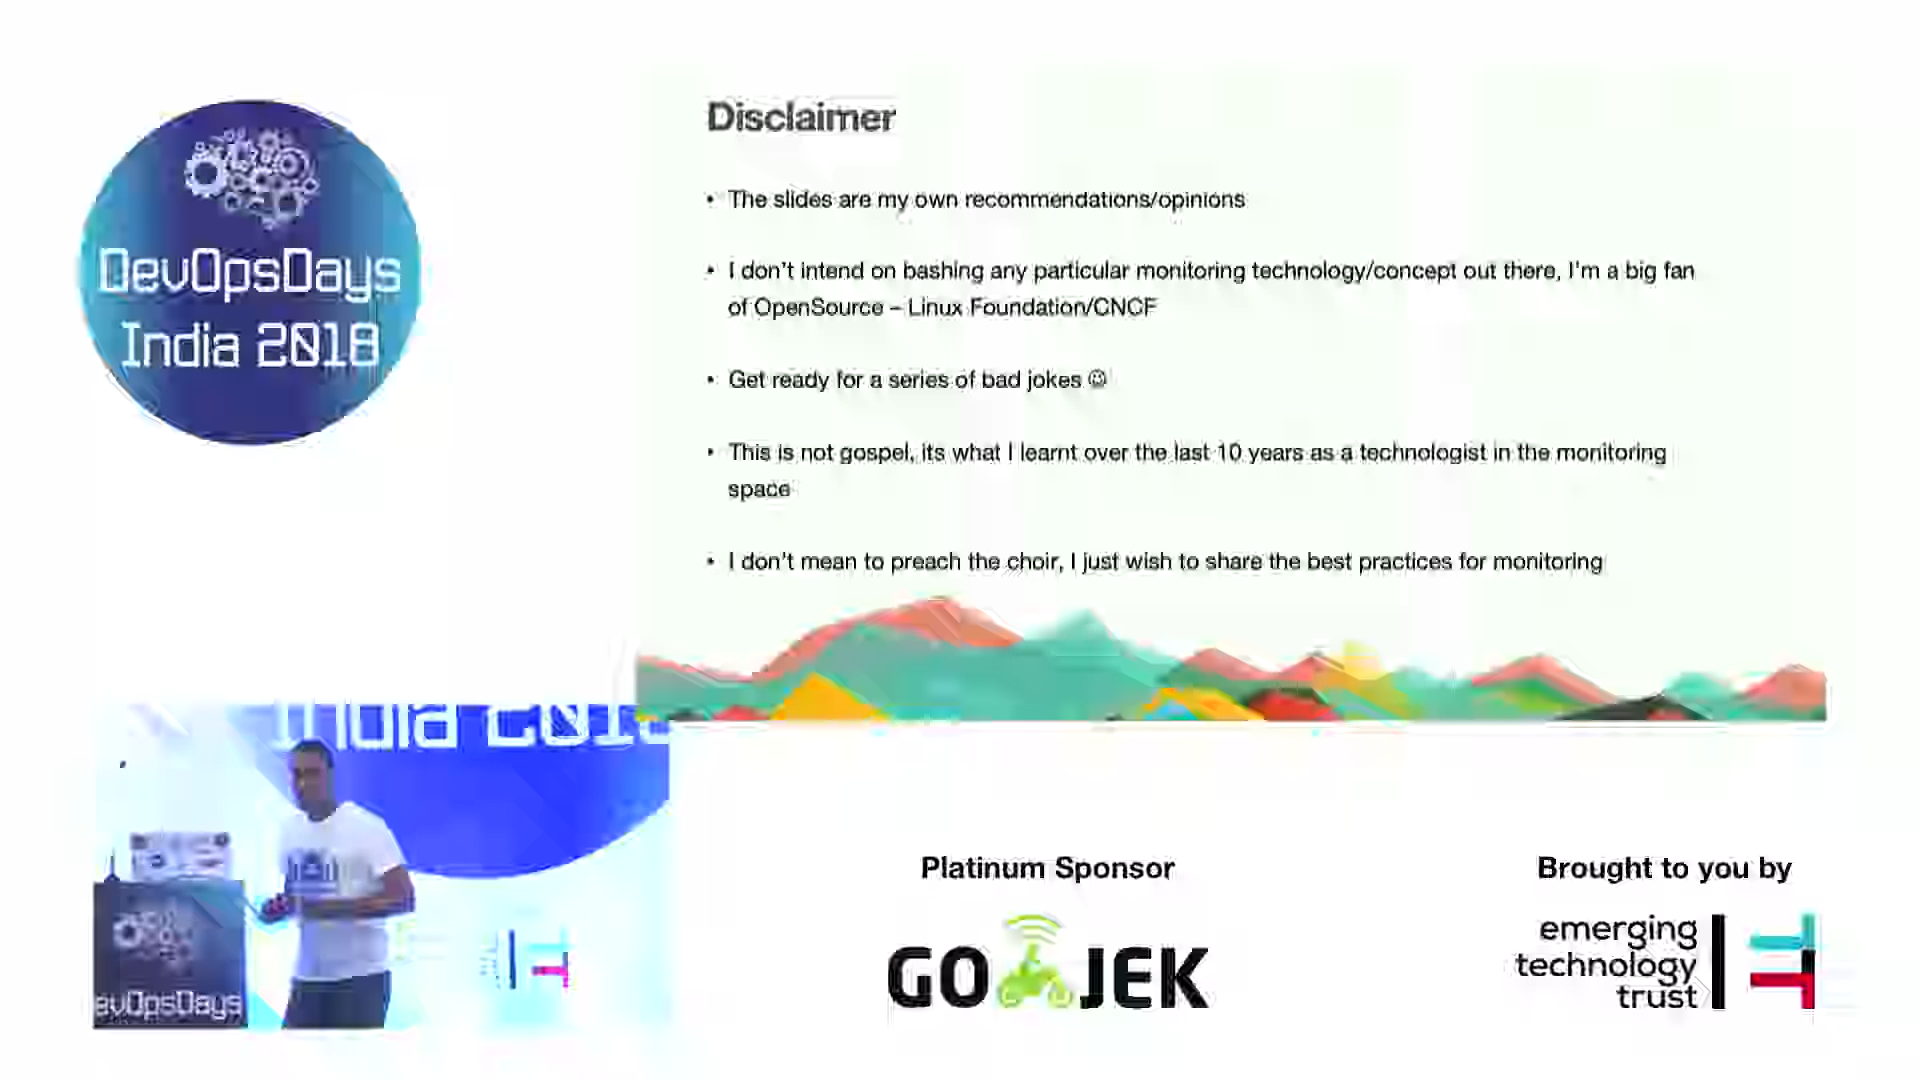 DevOpsDays
India 2018
Disclaimer
• The slides are my own recommendations/opinions
• I don't intend on bashing any particular monitoring technology/concept out there, I'm a big fan
of OpenSource – Linux Foundation/CNCF
• Get ready for a series of bad jokes ☺
• This is not gospel, its what I learnt over the last 10 years as a technologist in the monitoring
space
• I don't mean to preach the choir, I just wish to share the best practices for monitoring
India 2018
evOpsDays
Platinum Sponsor
GO JEK
Brought to you by
emerging
technology
trust